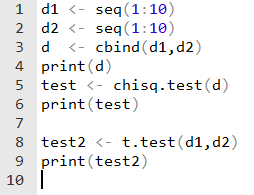 1 d1 <- seq(1:10)
2 d2 <- seq(1:10)
3 d  <- cbind(d1,d2)
4 print(d)
5 test <- chisq.test(d)
6 print(test)
7
8 test2 <- t.test(d1,d2)
9 print(test2)
10